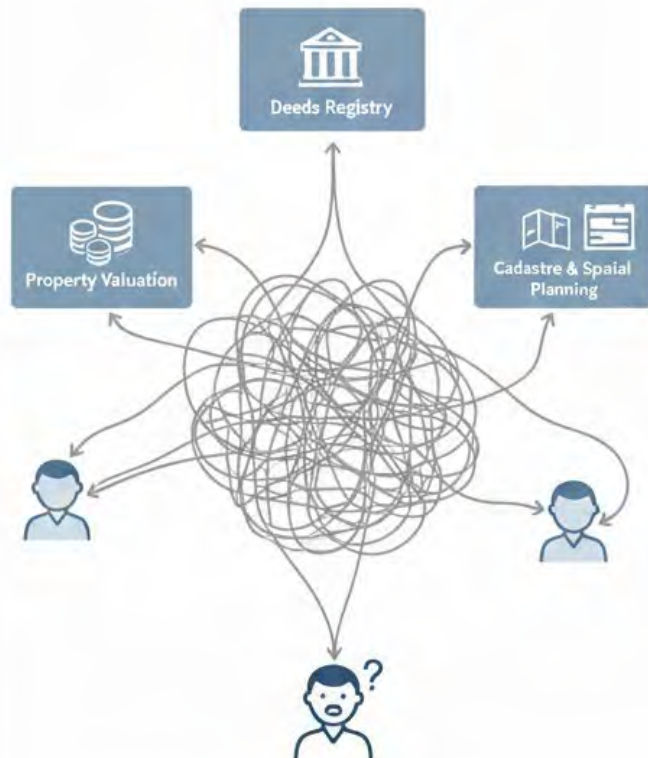 Deeds Registry
Property Valuation
Cadastre & Spaial
Planning
?